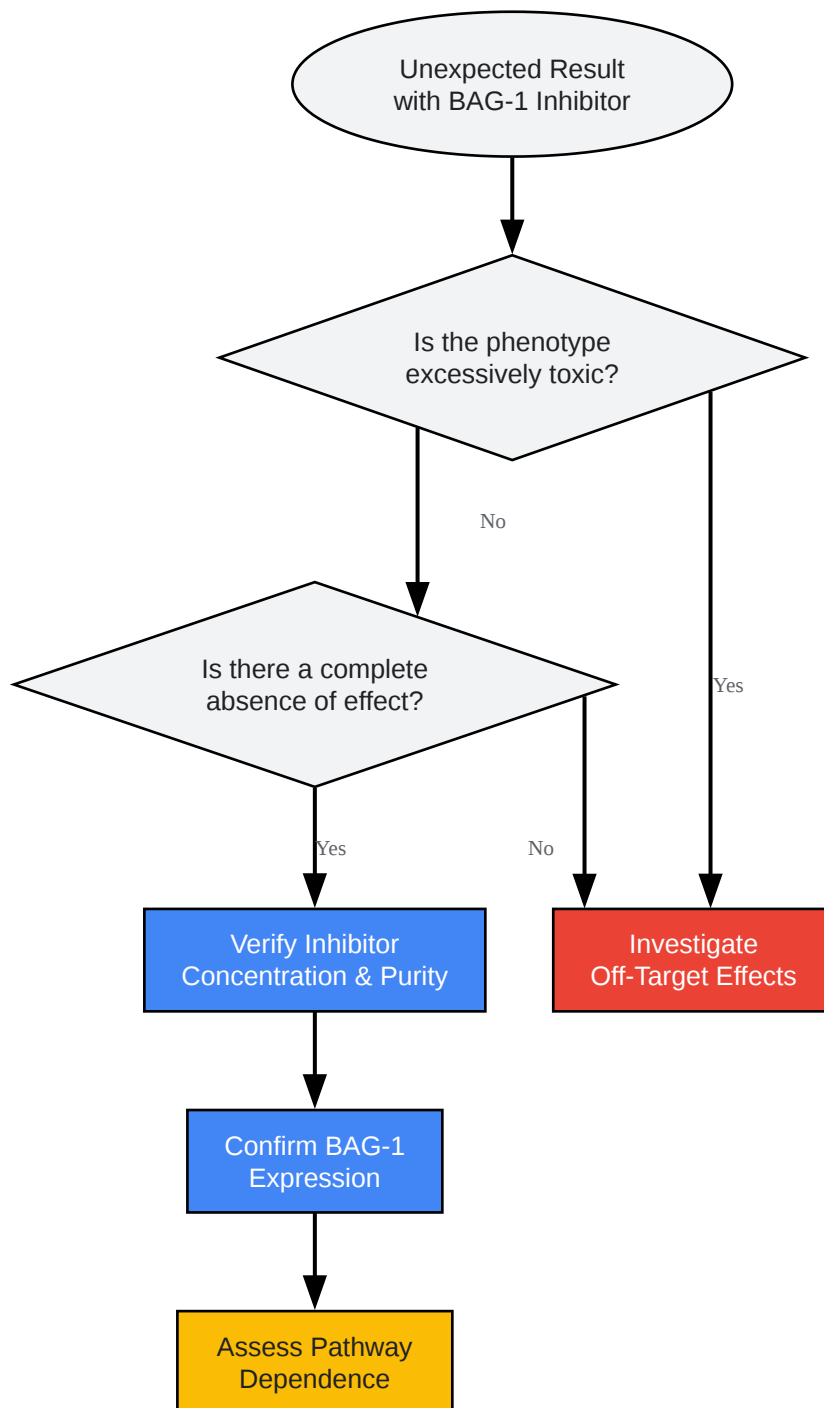 Unexpected Result
with BAG-1 Inhibitor
Is the phenotype
excessively toxic?
No
Is there a complete
absence of effect?
Yes
Yes
No
Verify Inhibitor
Concentration & Purity
Investigate
Off-Target Effects
Confirm BAG-1
Expression
Assess Pathway
Dependence